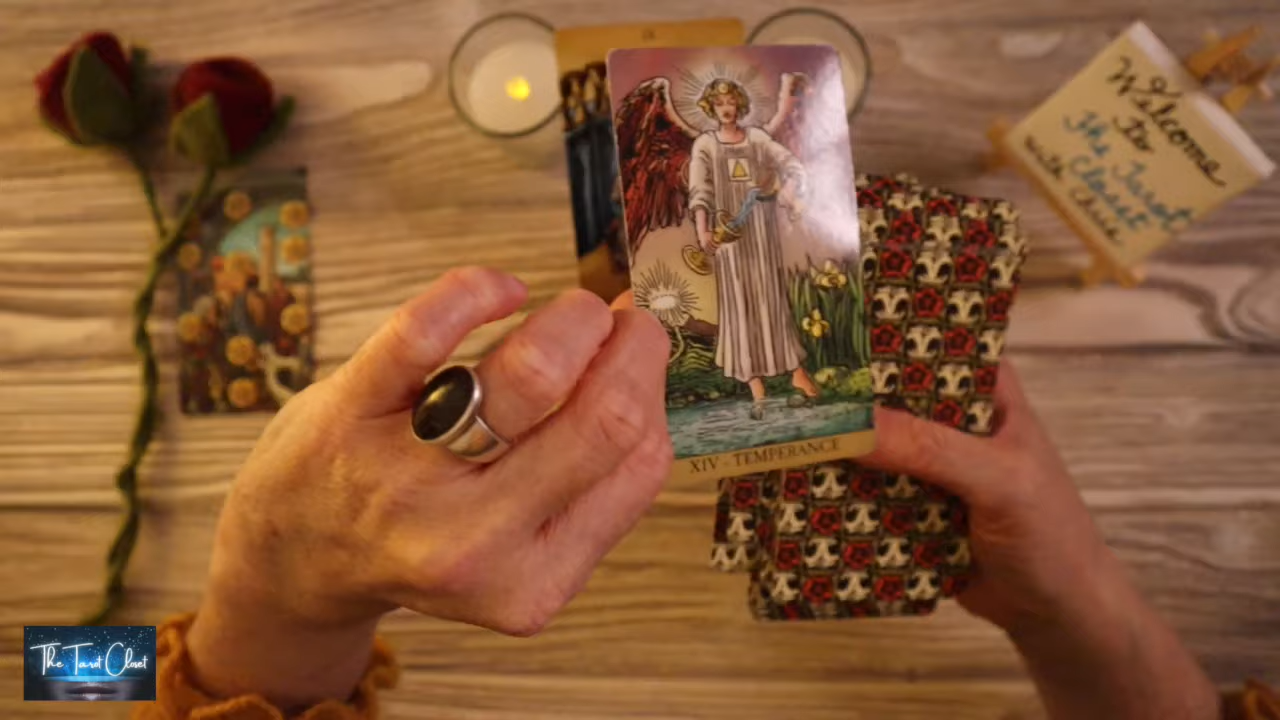 XIV - TEMPERANCE
Welcome
to
The Tarot
Closet
The Tarot Closet